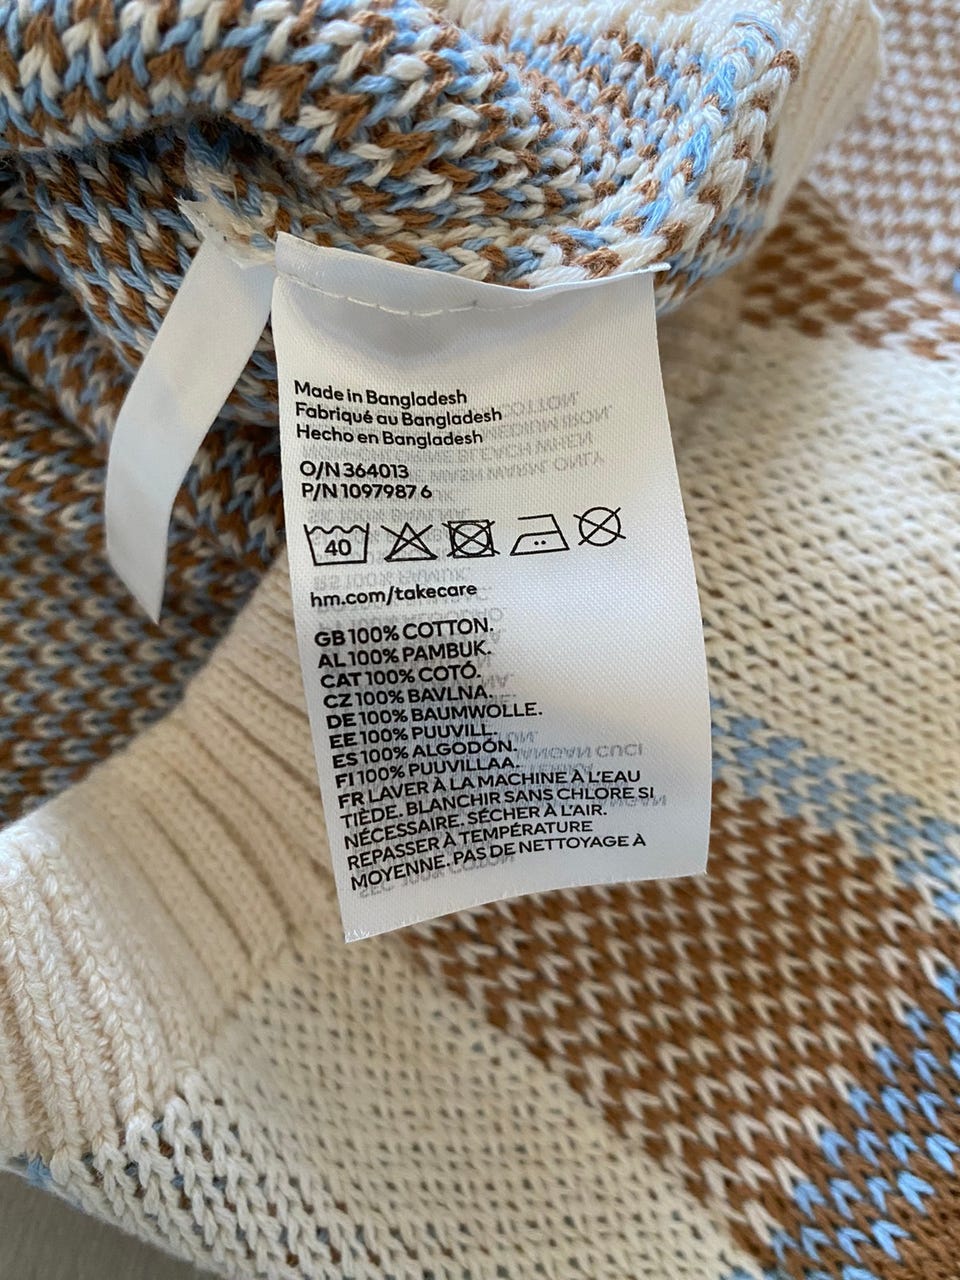 Made in Bangladesh
Fabriqué au Bangladesh
Hecho en Bangladesh
O/N 364013
P/N 1097987 6
40
hm.com/takecare
GB 100% COTTON.
AL 100% PAMBUK.
CAT 100% COTÓ.
CZ 100% BAVLNA.
DE 100% BAUMWOLLE.
EE 100% PUUVILL.
ES 100% ALGODÓN.
FI 100% PUUVILLAA.
FR LAVER À LA MACHINE À L'EAU
TIÈDE. BLANCHIR SANS CHLORE SI
NÉCESSAIRE. SÉCHER À L'AIR.
REPASSER À TEMPÉRATURE
MOYENNE. PAS DE NETTOYAGE À